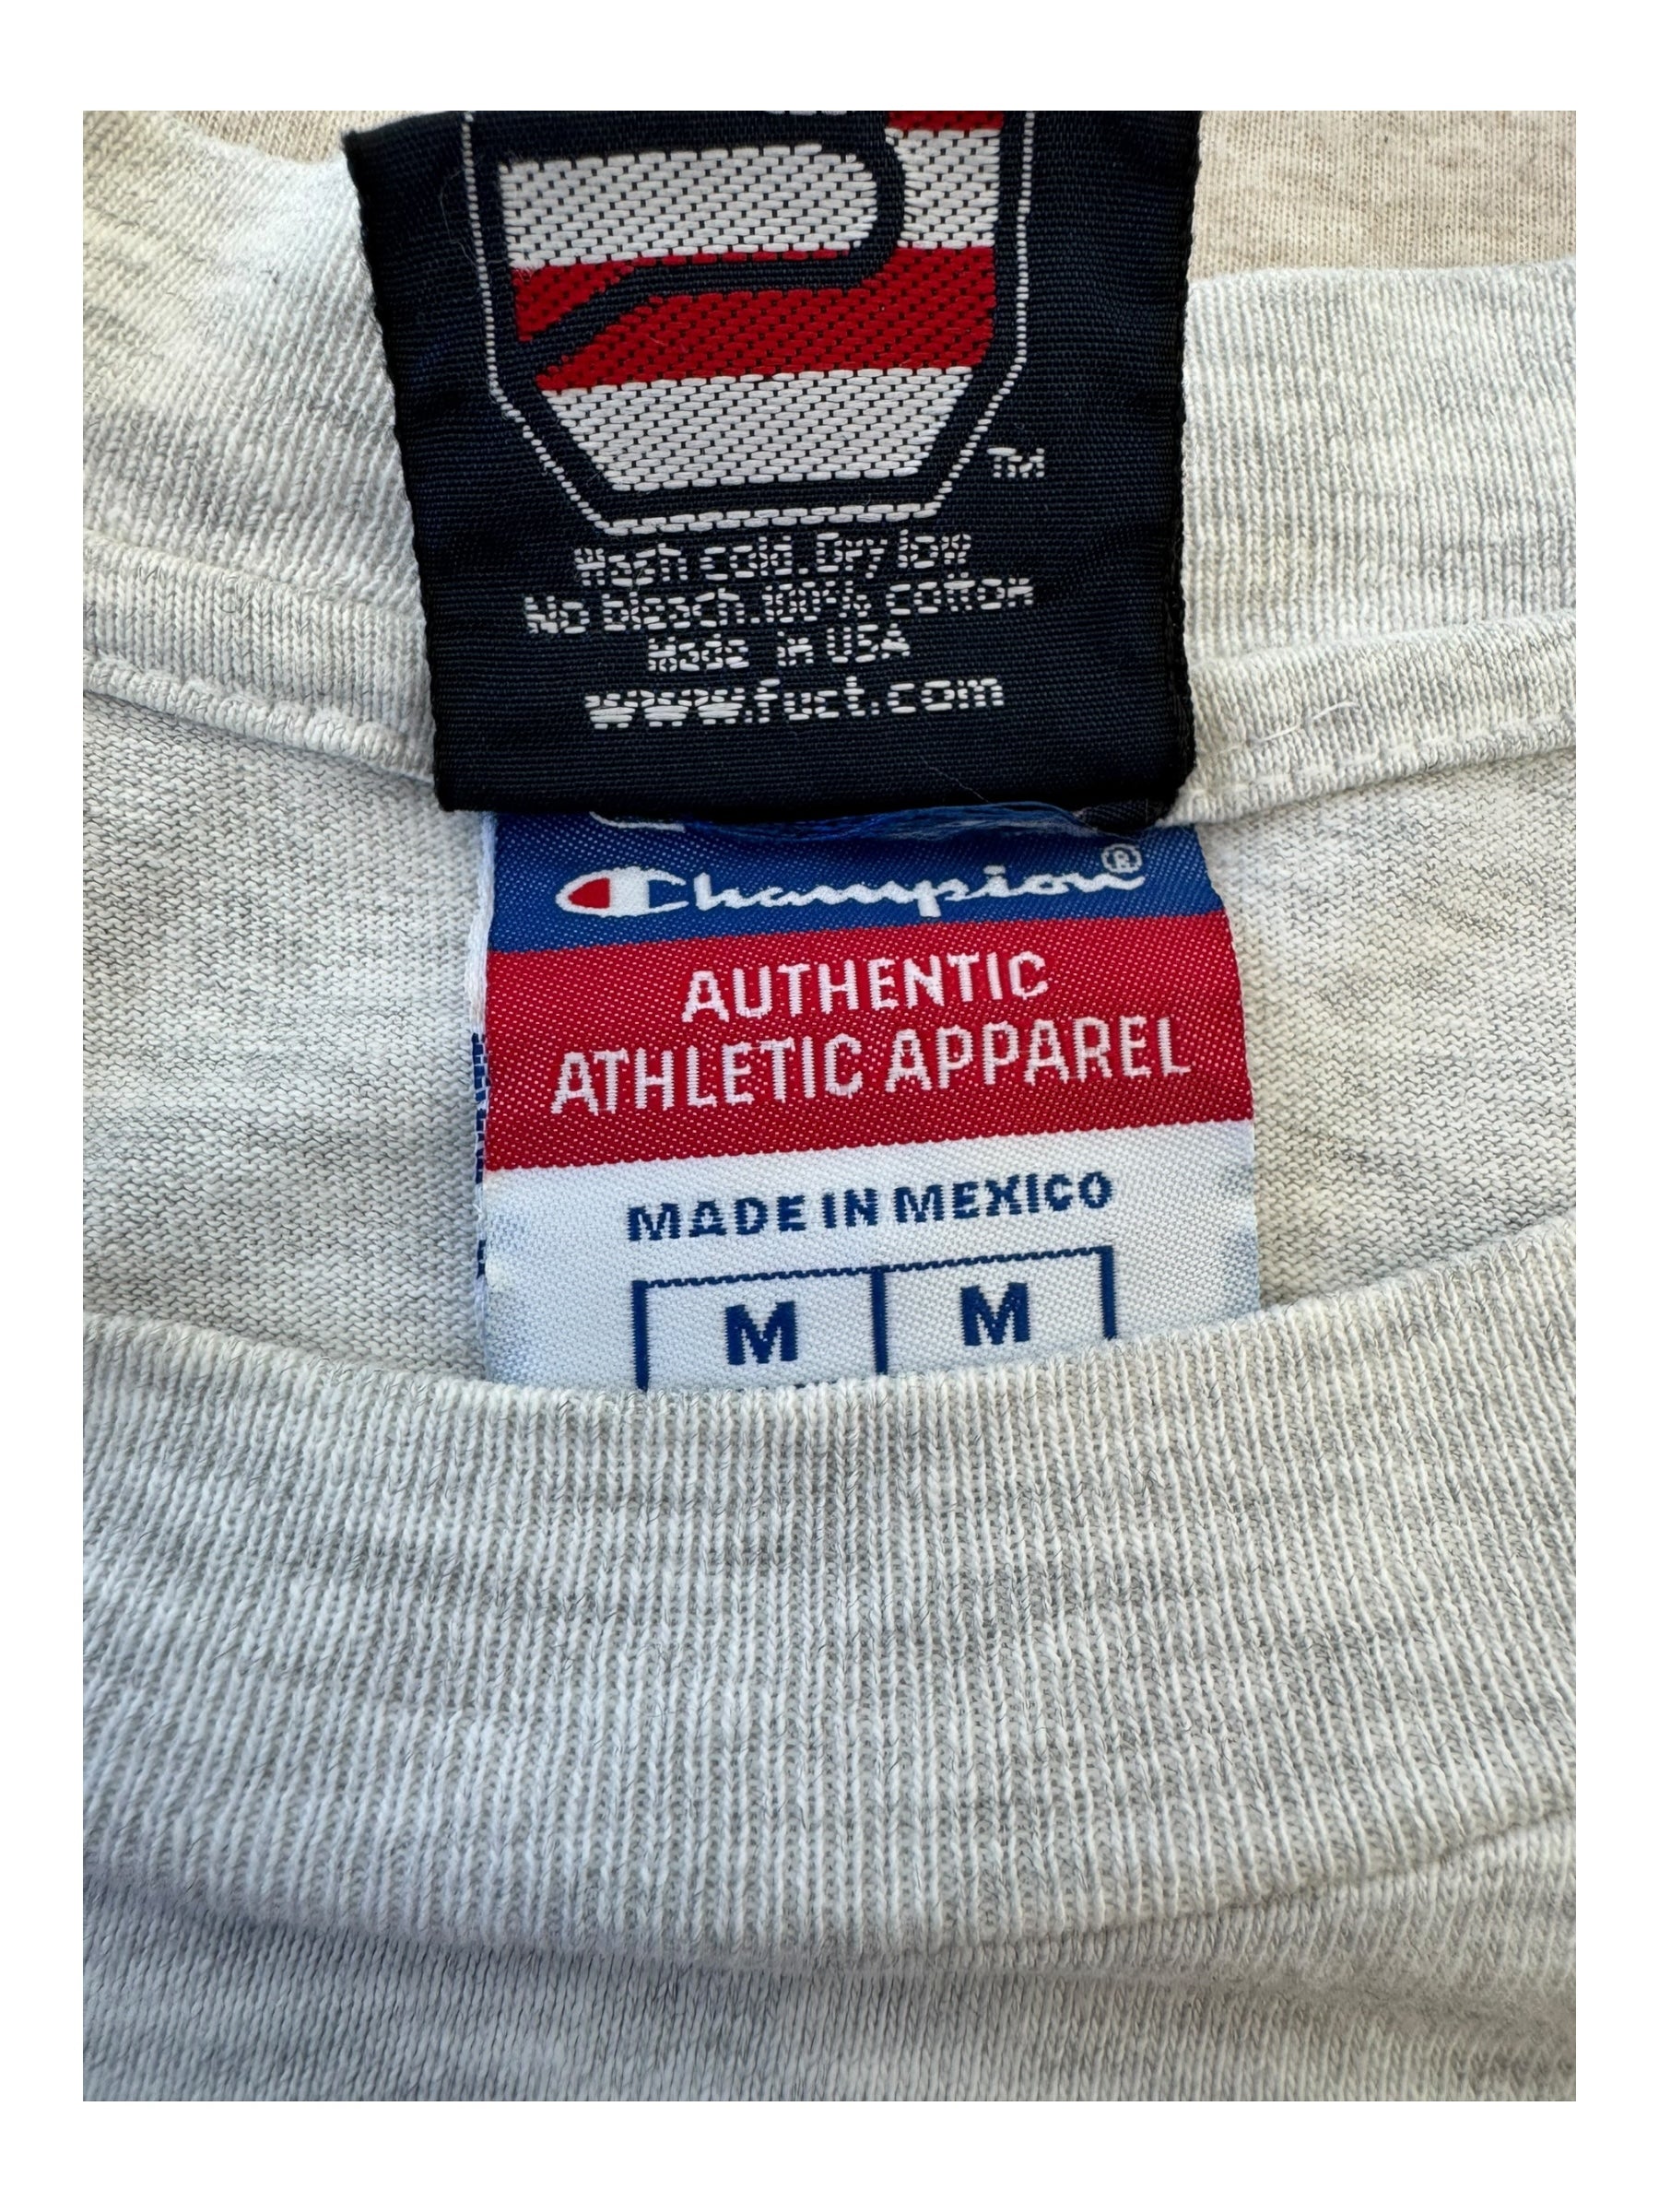 TM
Wash cold. Dry low
No bleach. 100% cotton
Made in USA
www.fuct.com
Champion®
AUTHENTIC
ATHLETIC APPAREL
MADE IN MEXICO
M M